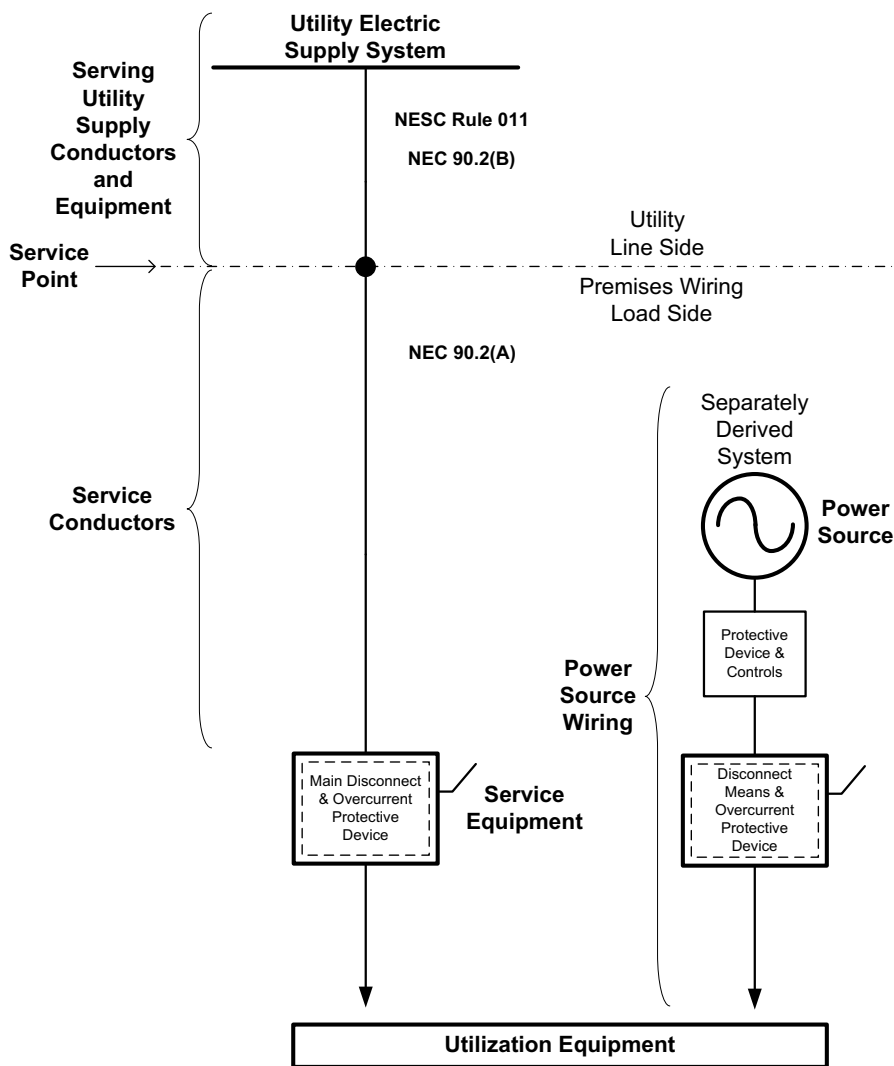 Utility Electric
Supply System
Serving
Utility
Supply
Conductors
and
Equipment
NESC Rule 011
NEC 90.2(B)
Utility
Line Side
Service
Point
Premises Wiring
Load Side
NEC 90.2(A)
Separately
Derived
System
Service
Conductors
Power
Source
Protective
Device &
Controls
Power
Source
Wiring
Main Disconnect
& Overcurrent
Protective
Device
Service
Equipment
Disconnect
Means &
Overcurrent
Protective
Device
Utilization Equipment